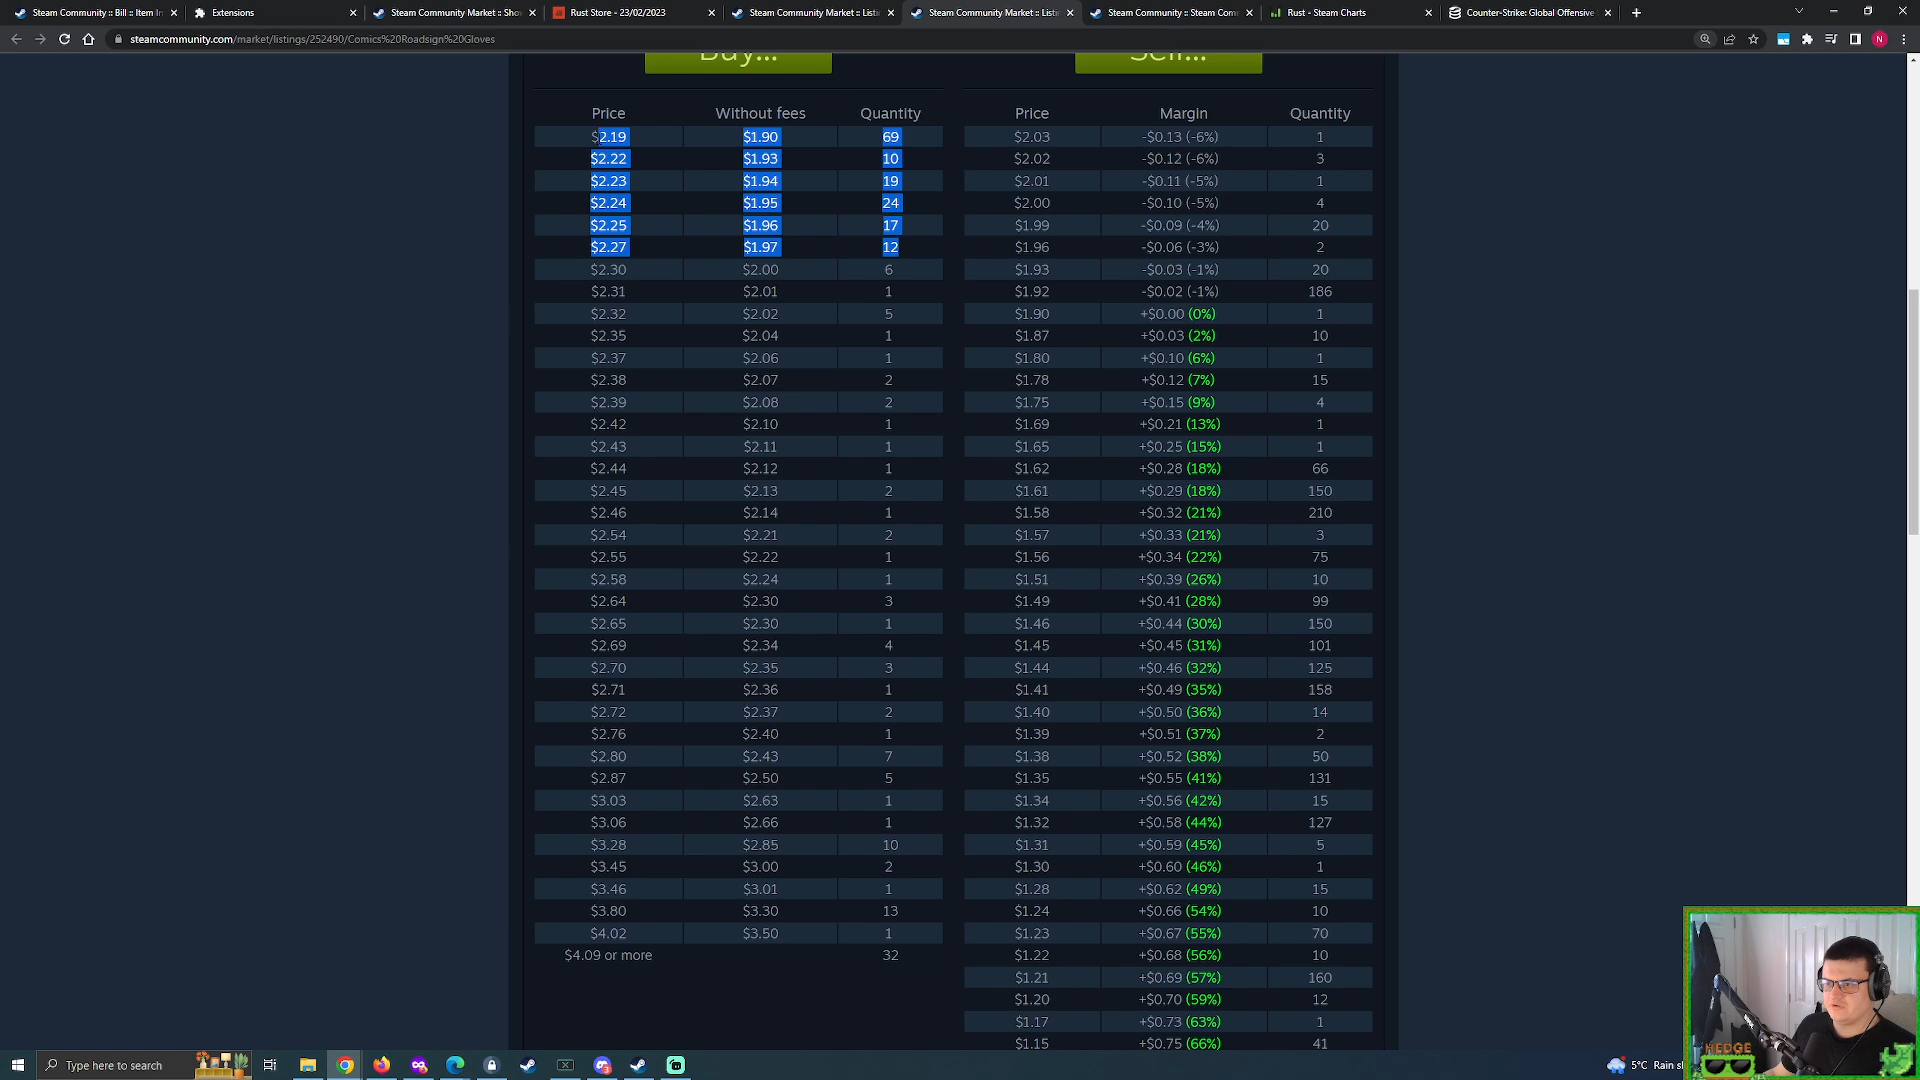 Steam Community :: Bill :: Item In
Extensions
Steam Community Market :: Sho
Rust Store - 23/02/2023
Steam Community Market :: Listi
Steam Community Market :: Listi
Steam Community :: Steam Com
Rust - Steam Charts
Counter-Strike: Global Offensive
steamcommunity.com/market/listings/252490/Comics%20Roadsign%20Gloves
N
Buy...
Sell...
Price Without fees Quantity
$2.19 $1.90 69
$2.22 $1.93 10
$2.23 $1.94 19
$2.24 $1.95 24
$2.25 $1.96 17
$2.27 $1.97 12
$2.30 $2.00 6
$2.31 $2.01 1
$2.32 $2.02 5
$2.35 $2.04 1
$2.37 $2.06 1
$2.38 $2.07 2
$2.39 $2.08 2
$2.42 $2.10 1
$2.43 $2.11 1
$2.44 $2.12 1
$2.45 $2.13 2
$2.46 $2.14 1
$2.54 $2.21 2
$2.55 $2.22 1
$2.58 $2.24 1
$2.64 $2.30 3
$2.65 $2.30 1
$2.69 $2.34 4
$2.70 $2.35 3
$2.71 $2.36 1
$2.72 $2.37 2
$2.76 $2.40 1
$2.80 $2.43 7
$2.87 $2.50 5
$3.03 $2.63 1
$3.06 $2.66 1
$3.28 $2.85 10
$3.45 $3.00 2
$3.46 $3.01 1
$3.80 $3.30 13
$4.02 $3.50 1
$4.09 or more 32
Price Margin Quantity
$2.03 -$0.13 (-6%) 1
$2.02 -$0.12 (-6%) 3
$2.01 -$0.11 (-5%) 1
$2.00 -$0.10 (-5%) 4
$1.99 -$0.09 (-4%) 20
$1.96 -$0.06 (-3%) 2
$1.93 -$0.03 (-1%) 20
$1.92 -$0.02 (-1%) 186
$1.90 +$0.00 (0%) 1
$1.87 +$0.03 (2%) 10
$1.80 +$0.10 (6%) 1
$1.78 +$0.12 (7%) 15
$1.75 +$0.15 (9%) 4
$1.69 +$0.21 (13%) 1
$1.65 +$0.25 (15%) 1
$1.62 +$0.28 (18%) 66
$1.61 +$0.29 (18%) 150
$1.58 +$0.32 (21%) 210
$1.57 +$0.33 (21%) 3
$1.56 +$0.34 (22%) 75
$1.51 +$0.39 (26%) 10
$1.49 +$0.41 (28%) 99
$1.46 +$0.44 (30%) 150
$1.45 +$0.45 (31%) 101
$1.44 +$0.46 (32%) 125
$1.41 +$0.49 (35%) 158
$1.40 +$0.50 (36%) 14
$1.39 +$0.51 (37%) 2
$1.38 +$0.52 (38%) 50
$1.35 +$0.55 (41%) 131
$1.34 +$0.56 (42%) 15
$1.32 +$0.58 (44%) 127
$1.31 +$0.59 (45%) 5
$1.30 +$0.60 (46%) 1
$1.28 +$0.62 (49%) 15
$1.24 +$0.66 (54%) 10
$1.23 +$0.67 (55%) 70
$1.22 +$0.68 (56%) 10
$1.21 +$0.69 (57%) 160
$1.20 +$0.70 (59%) 12
$1.17 +$0.73 (63%) 1
$1.15 +$0.75 (66%) 41
HEDGE
Type here to search
5°C Rain s